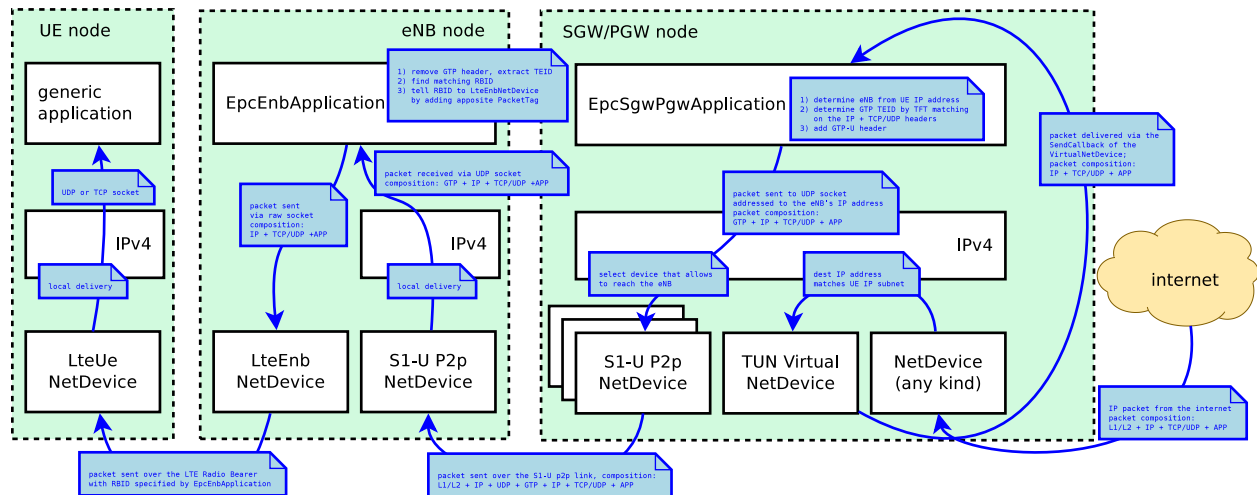 UE node
generic
application
UDP or TCP socket
IPv4
local delivery
LteUe
NetDevice
packet sent over the LTE Radio Bearer
with RBID specified by EpcEnbApplication
eNB node
EpcEnbApplication
1) remove GTP header, extract TEID
2) find matching RBID
3) tell RBID to LteEnbNetDevice
by adding apposite PacketTag
packet received via UDP socket
composition: GTP + IP + TCP/UDP +APP
packet sent
via raw socket
composition:
IP + TCP/UDP +APP
IPv4
local delivery
LteEnb
NetDevice
S1-U P2p
NetDevice
packet sent over the S1-U p2p link, composition:
L1/L2 + IP + UDP + GTP + IP + TCP/UDP + APP
SGW/PGW node
EpcSgwPgwApplication
1) determine eNB from UE IP address
2) determine GTP TEID by TFT matching
on the IP + TCP/UDP headers
3) add GTP-U header
packet sent to UDP socket
addressed to the eNB's IP address
packet composition:
GTP + IP + TCP/UDP + APP
IPv4
select device that allows
to reach the eNB
dest IP address
matches UE IP subnet
S1-U P2p
NetDevice
TUN Virtual
NetDevice
NetDevice
(any kind)
packet delivered via the
SendCallback of the
VirtualNetDevice;
packet composition:
IP + TCP/UDP + APP
internet
IP packet from the internet
packet composition:
L1/L2 + IP + TCP/UDP + APP